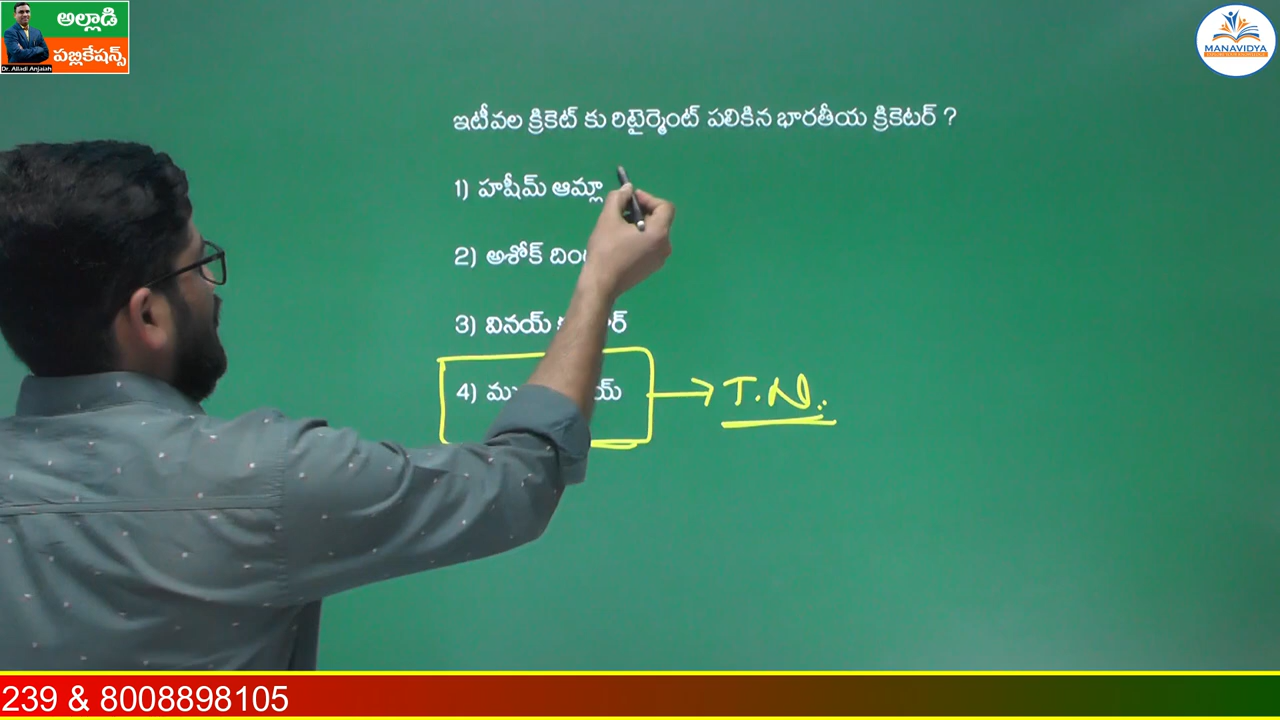 అల్లాడి
పబ్లికేషన్స్
Dr. Alladi Anjaiah
MANAVIDYA
ఇటీవల క్రికెట్ కు రిటైర్మెంట్ పలికిన భారతీయ క్రికెటర్ ?
1) హషీమ్ ఆమ్లా
2) అశోక్
3) వినయ్
4)
T.N.
239 & 8008898105